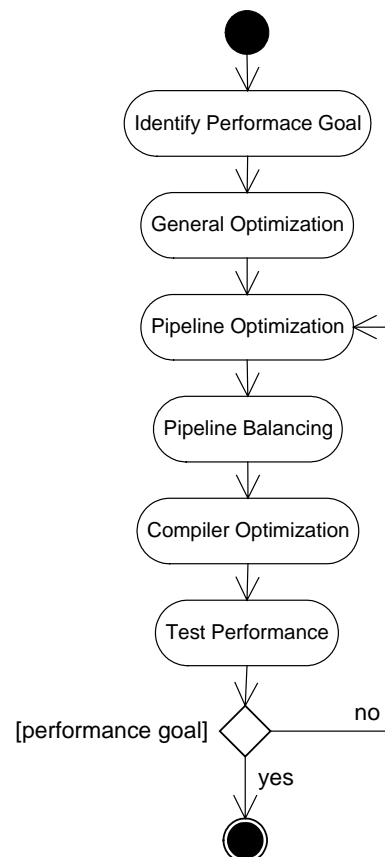 Identify Performace Goal
General Optimization
Pipeline Optimization
Pipeline Balancing
Compiler Optimization
Test Performance
no
[performance goal]
yes